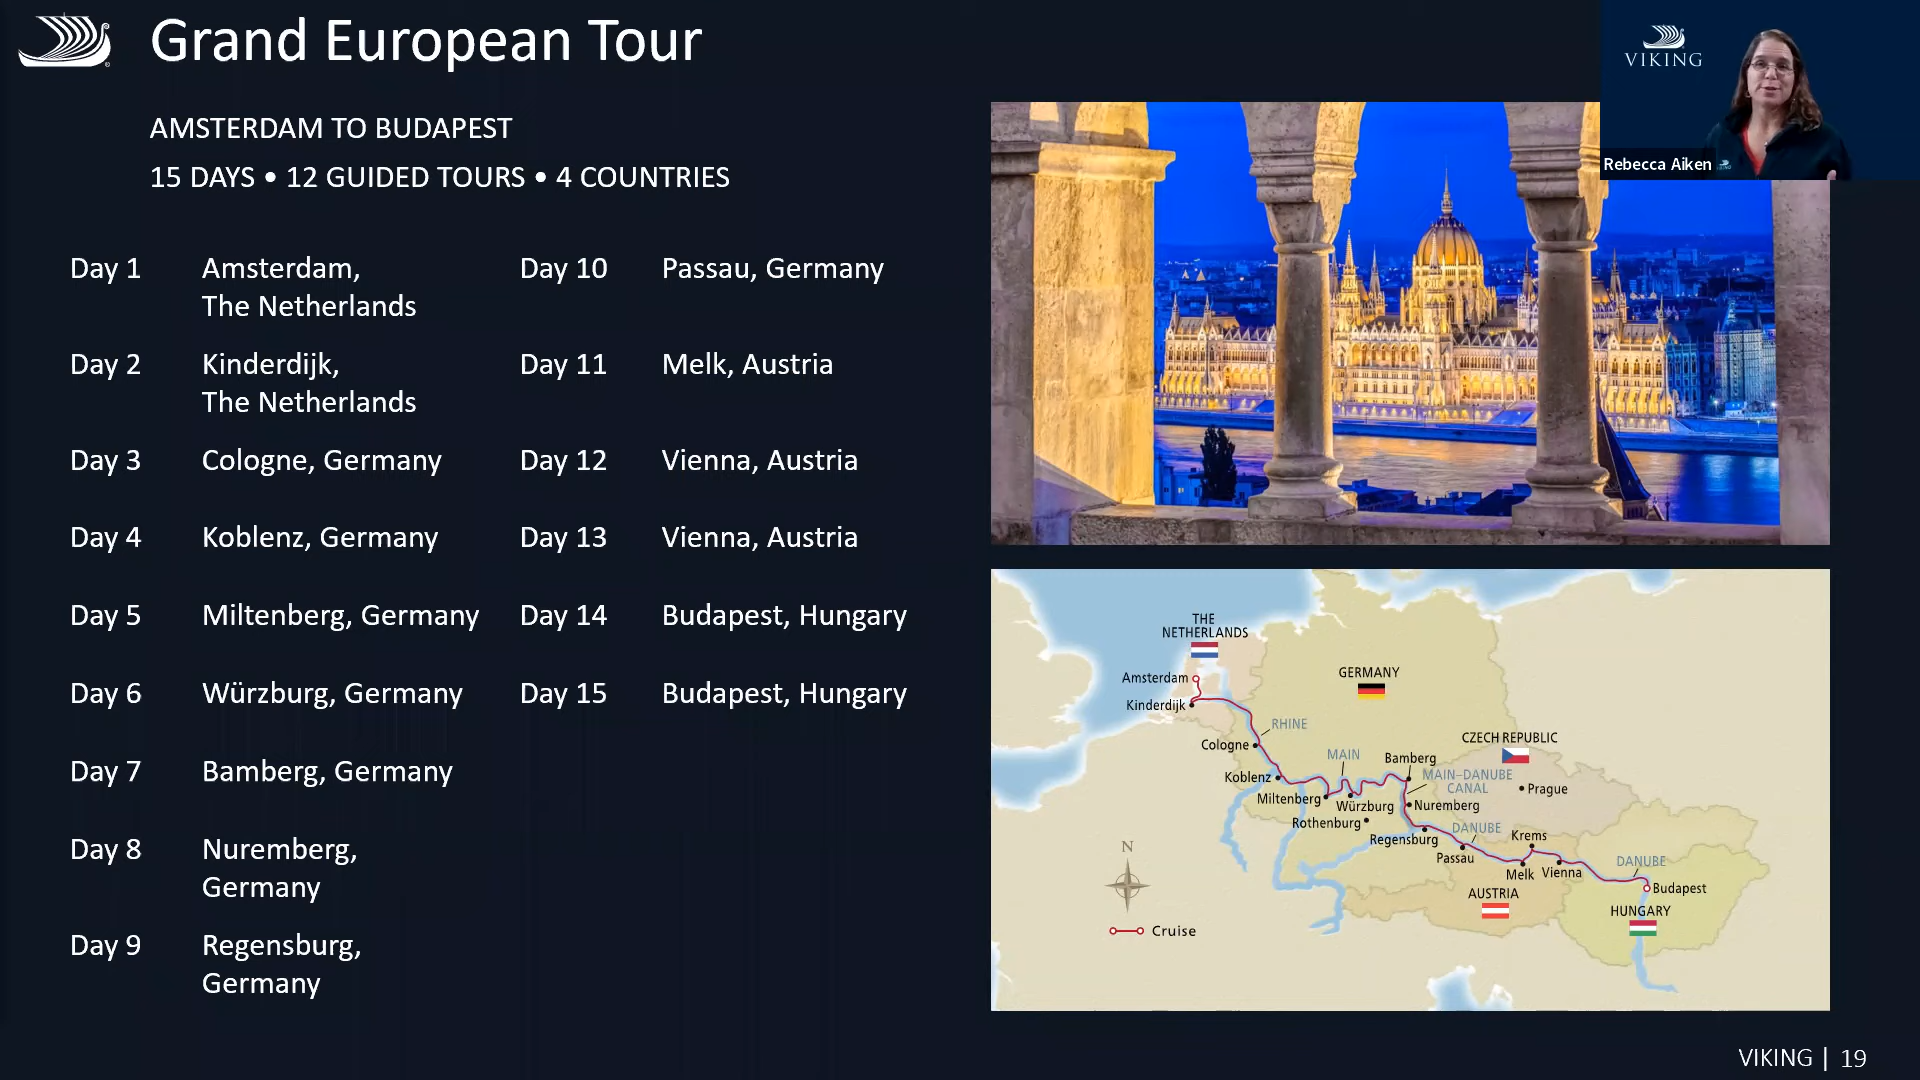 Grand European Tour
VIKING
Rebecca Aiken
AMSTERDAM TO BUDAPEST
15 DAYS • 12 GUIDED TOURS • 4 COUNTRIES
Day 1 Amsterdam,
The Netherlands
Day 2 Kinderdijk,
The Netherlands
Day 3 Cologne, Germany
Day 4 Koblenz, Germany
Day 5 Miltenberg, Germany
Day 6 Würzburg, Germany
Day 7 Bamberg, Germany
Day 8 Nuremberg,
Germany
Day 9 Regensburg,
Germany
Day 10 Passau, Germany
Day 11 Melk, Austria
Day 12 Vienna, Austria
Day 13 Vienna, Austria
Day 14 Budapest, Hungary
Day 15 Budapest, Hungary
THE
NETHERLANDS
Amsterdam
Kinderdijk
GERMANY
RHINE
Cologne
CZECH REPUBLIC
MAIN
Bamberg
Koblenz
MAIN–DANUBE
CANAL
Prague
Miltenberg
Würzburg
Nuremberg
Rothenburg
Regensburg
DANUBE
Krems
Passau
Melk
Vienna
DANUBE
Budapest
AUSTRIA
HUNGARY
N
Cruise
VIKING | 19